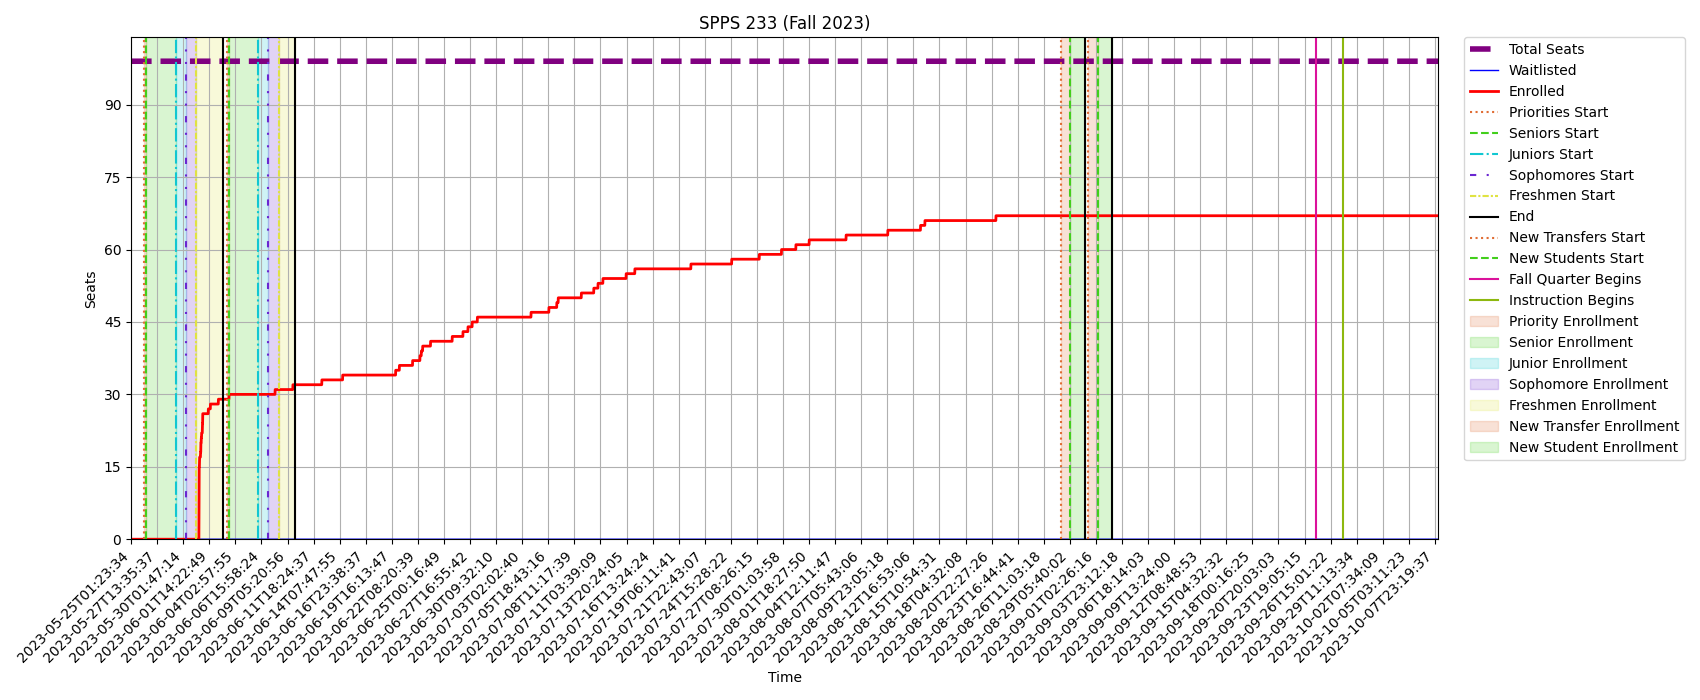 SPPS 233 (Fall 2023)
Seats
90
75
60
45
30
15
0
2023-05-25T01:23:34
2023-05-27T13:35:37
2023-05-30T01:47:14
2023-06-01T14:22:49
2023-06-04T02:57:55
2023-06-06T15:58:24
2023-06-09T05:20:56
2023-06-11T18:24:37
2023-06-14T07:47:55
2023-06-16T23:38:37
2023-06-19T16:13:47
2023-06-22T08:20:39
2023-06-25T00:16:49
2023-06-27T16:55:42
2023-06-30T09:32:10
2023-07-03T02:02:40
2023-07-05T18:43:16
2023-07-08T11:17:39
2023-07-11T03:39:09
2023-07-13T20:24:05
2023-07-16T13:24:24
2023-07-19T06:11:41
2023-07-21T22:43:07
2023-07-24T15:28:22
2023-07-27T08:26:15
2023-07-30T01:03:58
2023-08-01T18:27:50
2023-08-04T12:11:47
2023-08-07T05:43:06
2023-08-09T23:05:18
2023-08-12T16:53:06
2023-08-15T10:54:31
2023-08-18T04:32:08
2023-08-20T22:27:26
2023-08-23T16:44:41
2023-08-26T11:03:18
2023-08-29T05:40:02
2023-09-01T02:26:16
2023-09-03T23:12:18
2023-09-06T18:14:03
2023-09-09T13:24:00
2023-09-12T08:48:53
2023-09-15T04:32:32
2023-09-18T00:16:25
2023-09-20T20:03:03
2023-09-23T19:05:15
2023-09-26T15:01:22
2023-09-29T11:13:34
2023-10-02T07:34:09
2023-10-05T03:11:23
2023-10-07T23:19:37
Time
Total Seats
Waitlisted
Enrolled
Priorities Start
Seniors Start
Juniors Start
Sophomores Start
Freshmen Start
End
New Transfers Start
New Students Start
Fall Quarter Begins
Instruction Begins
Priority Enrollment
Senior Enrollment
Junior Enrollment
Sophomore Enrollment
Freshmen Enrollment
New Transfer Enrollment
New Student Enrollment